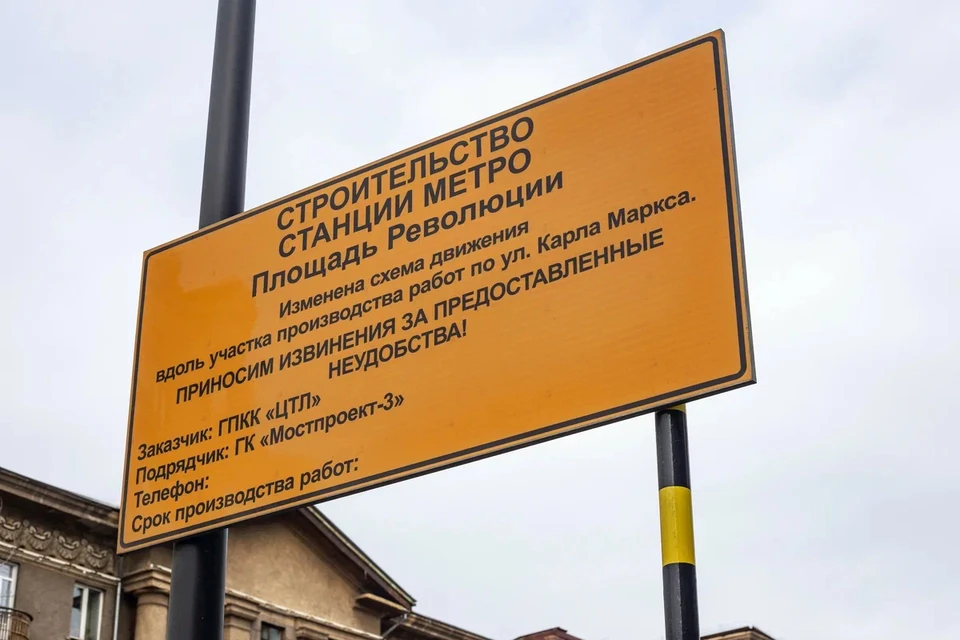 СТРОИТЕЛЬСТВО
СТАНЦИИ МЕТРО
Площадь Революции
Изменена схема движения
вдоль участка производства работ по ул. Карла Маркса.
ПРИНОСИМ ИЗВИНЕНИЯ ЗА ПРЕДОСТАВЛЕННЫЕ
НЕУДОБСТВА!
Заказчик: ГПКК «ЦТЛ»
Подрядчик: ГК «Мостпроект-3»
Телефон:
Срок производства работ: